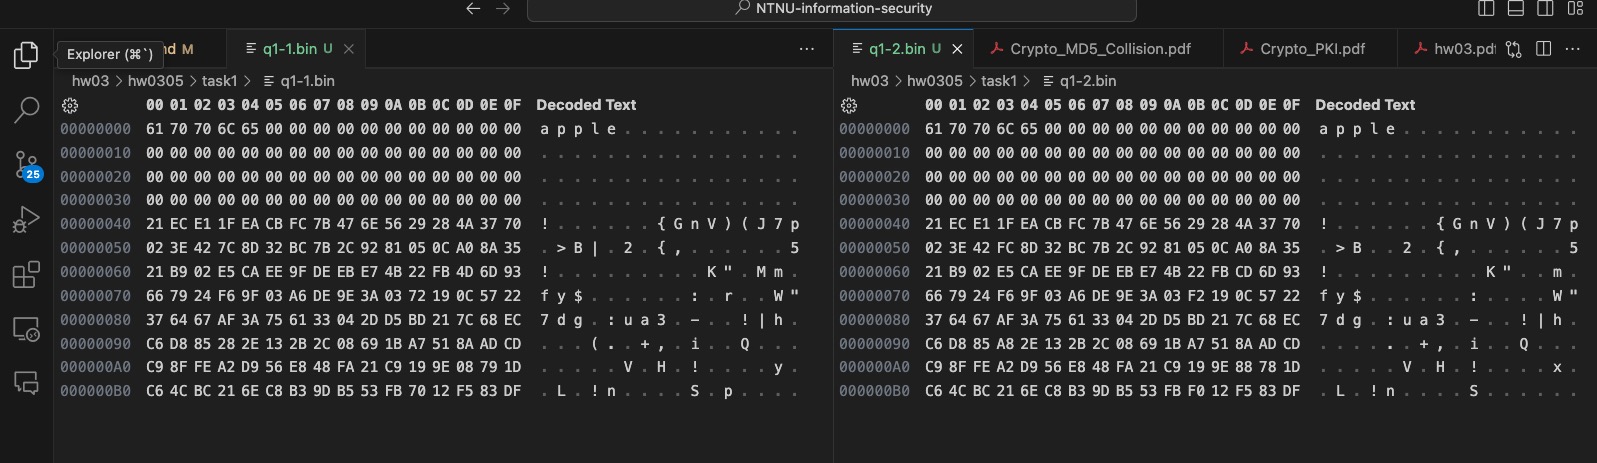 NTNU-information-security
Explorer (⌘`)
nd M
q1-1.bin U
q1-2.bin U
Crypto_MD5_Collision.pdf
Crypto_PKI.pdf
hw03.pdf
hw03 > hw0305 > task1 > q1-1.bin
hw03 > hw0305 > task1 > q1-2.bin
25
00 01 02 03 04 05 06 07 08 09 0A 0B 0C 0D 0E 0F Decoded Text
00000000 61 70 70 6C 65 00 00 00 00 00 00 00 00 00 00 00 a p p l e . . . . . . . . . . .
00000010 00 00 00 00 00 00 00 00 00 00 00 00 00 00 00 00 . . . . . . . . . . . . . . . .
00000020 00 00 00 00 00 00 00 00 00 00 00 00 00 00 00 00 . . . . . . . . . . . . . . . .
00000030 00 00 00 00 00 00 00 00 00 00 00 00 00 00 00 00 . . . . . . . . . . . . . . . .
00000040 21 EC E1 1F EA CB FC 7B 47 6E 56 29 28 4A 37 70 ! . . . . . . { G n V ) ( J 7 p
00000050 02 3E 42 7C 8D 32 BC 7B 2C 92 81 05 0C A0 8A 35 . > B | . 2 . { , . . . . . . 5
00000060 21 B9 02 E5 CA EE 9F DE EB E7 4B 22 FB 4D 6D 93 ! . . . . . . . . . K " . M m .
00000070 66 79 24 F6 9F 03 A6 DE 9E 3A 03 72 19 0C 57 22 f y $ . . . . . . : . r . . W "
00000080 37 64 67 AF 3A 75 61 33 04 2D D5 BD 21 7C 68 EC 7 d g . : u a 3 . - . . ! | h .
00000090 C6 D8 85 28 2E 13 2B 2C 08 69 1B A7 51 8A AD CD . . . ( . . + , . i . . Q . . .
000000A0 C9 8F FE A2 D9 56 E8 48 FA 21 C9 19 9E 08 79 1D . . . . . V . H . ! . . . . y .
000000B0 C6 4C BC 21 6E C8 B3 9D B5 53 FB 70 12 F5 83 DF . L . ! n . . . . S . p . . . .
00 01 02 03 04 05 06 07 08 09 0A 0B 0C 0D 0E 0F Decoded Text
00000000 61 70 70 6C 65 00 00 00 00 00 00 00 00 00 00 00 a p p l e . . . . . . . . . . .
00000010 00 00 00 00 00 00 00 00 00 00 00 00 00 00 00 00 . . . . . . . . . . . . . . . .
00000020 00 00 00 00 00 00 00 00 00 00 00 00 00 00 00 00 . . . . . . . . . . . . . . . .
00000030 00 00 00 00 00 00 00 00 00 00 00 00 00 00 00 00 . . . . . . . . . . . . . . . .
00000040 21 EC E1 1F EA CB FC 7B 47 6E 56 29 28 4A 37 70 ! . . . . . . { G n V ) ( J 7 p
00000050 02 3E 42 FC 8D 32 BC 7B 2C 92 81 05 0C A0 8A 35 . > B . . 2 . { , . . . . . . 5
00000060 21 B9 02 E5 CA EE 9F DE EB E7 4B 22 FB CD 6D 93 ! . . . . . . . . . K " . . m .
00000070 66 79 24 F6 9F 03 A6 DE 9E 3A 03 F2 19 0C 57 22 f y $ . . . . . . : . . . . W "
00000080 37 64 67 AF 3A 75 61 33 04 2D D5 BD 21 7C 68 EC 7 d g . : u a 3 . - . . ! | h .
00000090 C6 D8 85 A8 2E 13 2B 2C 08 69 1B A7 51 8A AD CD . . . . . . + , . i . . Q . . .
000000A0 C9 8F FE A2 D9 56 E8 48 FA 21 C9 19 9E 88 78 1D . . . . . V . H . ! . . . . x .
000000B0 C6 4C BC 21 6E C8 B3 9D B5 53 FB F0 12 F5 83 DF . L . ! n . . . . S . . . . . .